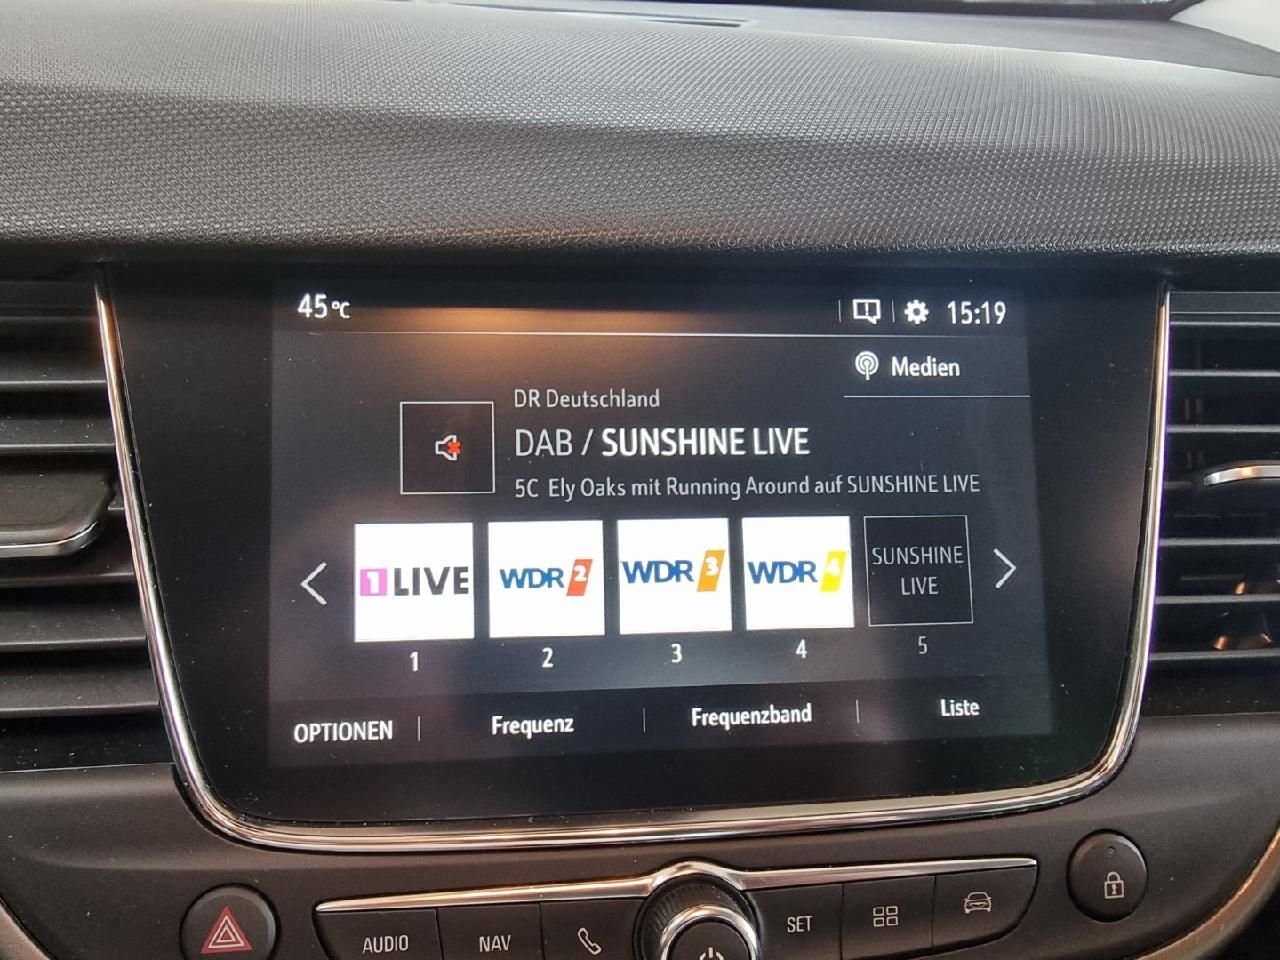 45°C
15:19
Medien
DR Deutschland
DAB / SUNSHINE LIVE
5C Ely Oaks mit Running Around auf SUNSHINE LIVE
1 LIVE
WDR 2
WDR 3
WDR 4
SUNSHINE
LIVE
1
2
3
4
5
OPTIONEN
Frequenz
Frequenzband
Liste
AUDIO
NAV
SET